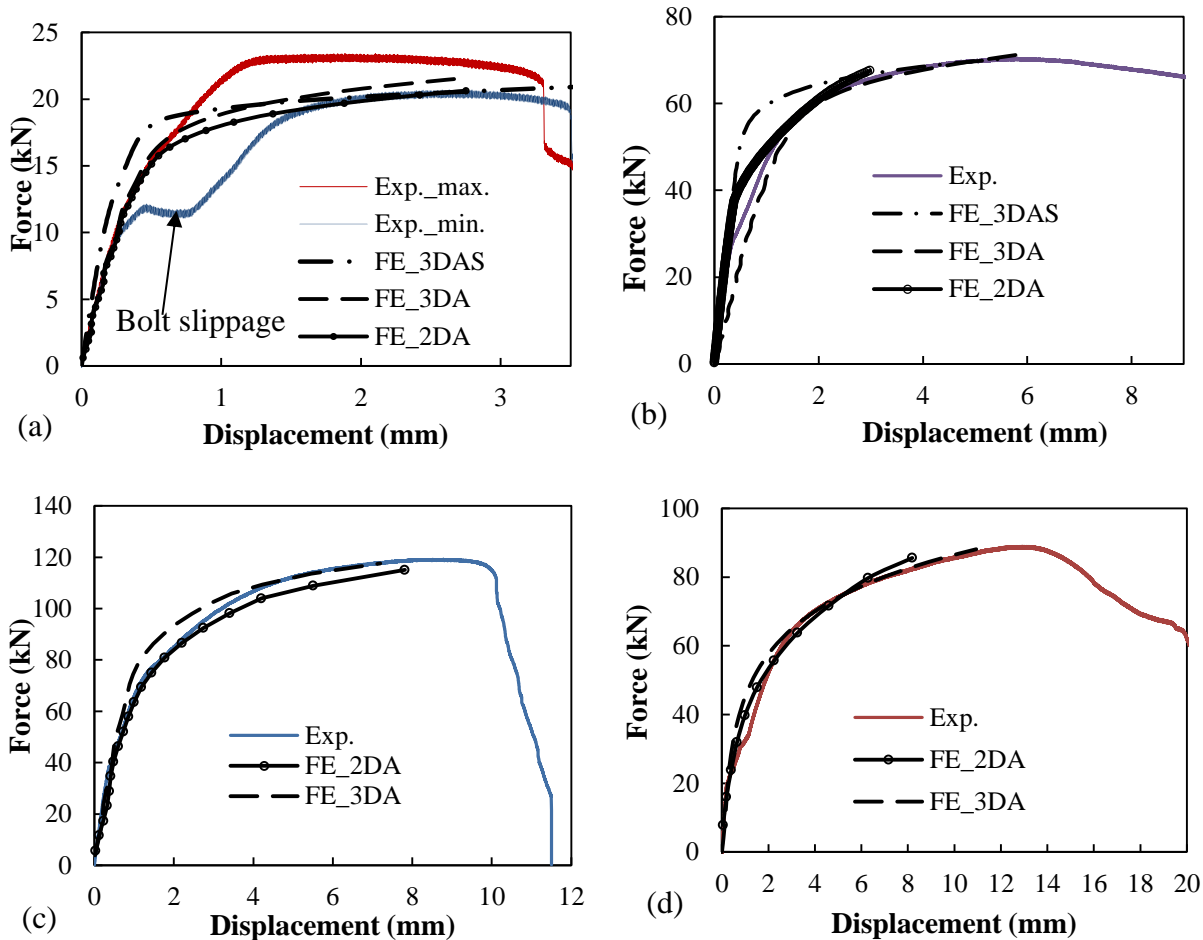 25
20
15
10
5
0
0
1
2
3
Force (kN)
Displacement (mm)
Exp._max.
Exp._min.
FE_3DAS
FE_3DA
FE_2DA
Bolt slippage
(a)
80
60
40
20
0
0
2
4
6
8
Force (kN)
Displacement (mm)
Exp.
FE_3DAS
FE_3DA
FE_2DA
(b)
140
120
100
80
60
40
20
0
0
2
4
6
8
10
12
Force (kN)
Displacement (mm)
Exp.
FE_2DA
FE_3DA
(c)
100
80
60
40
20
0
0
2
4
6
8
10
12
14
16
18
20
Force (kN)
Displacement (mm)
Exp.
FE_2DA
FE_3DA
(d)